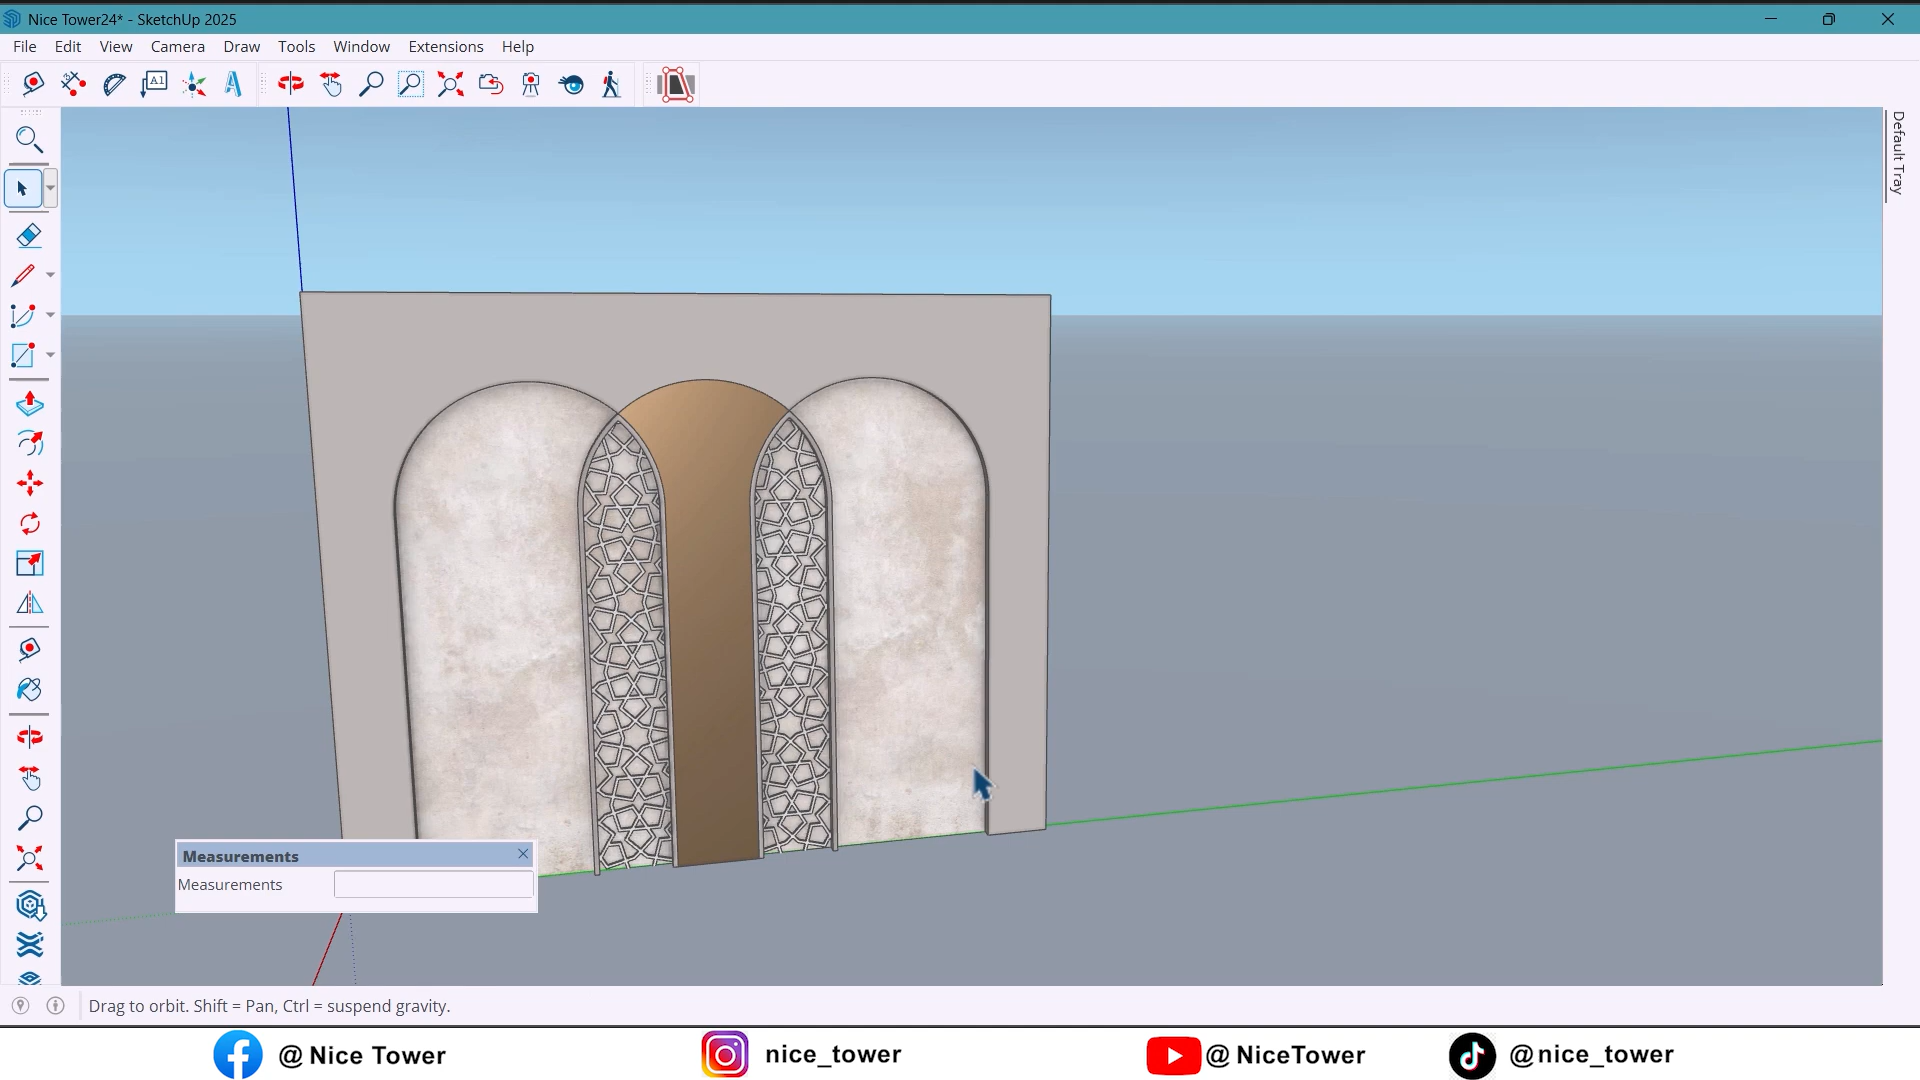 Nice Tower24* - SketchUp 2025
File Edit View Camera Draw Tools Window Extensions Help
A1
Default Tray
Measurements
Measurements
Drag to orbit. Shift = Pan, Ctrl = suspend gravity.
@ Nice Tower nice_tower @ NiceTower @nice_tower